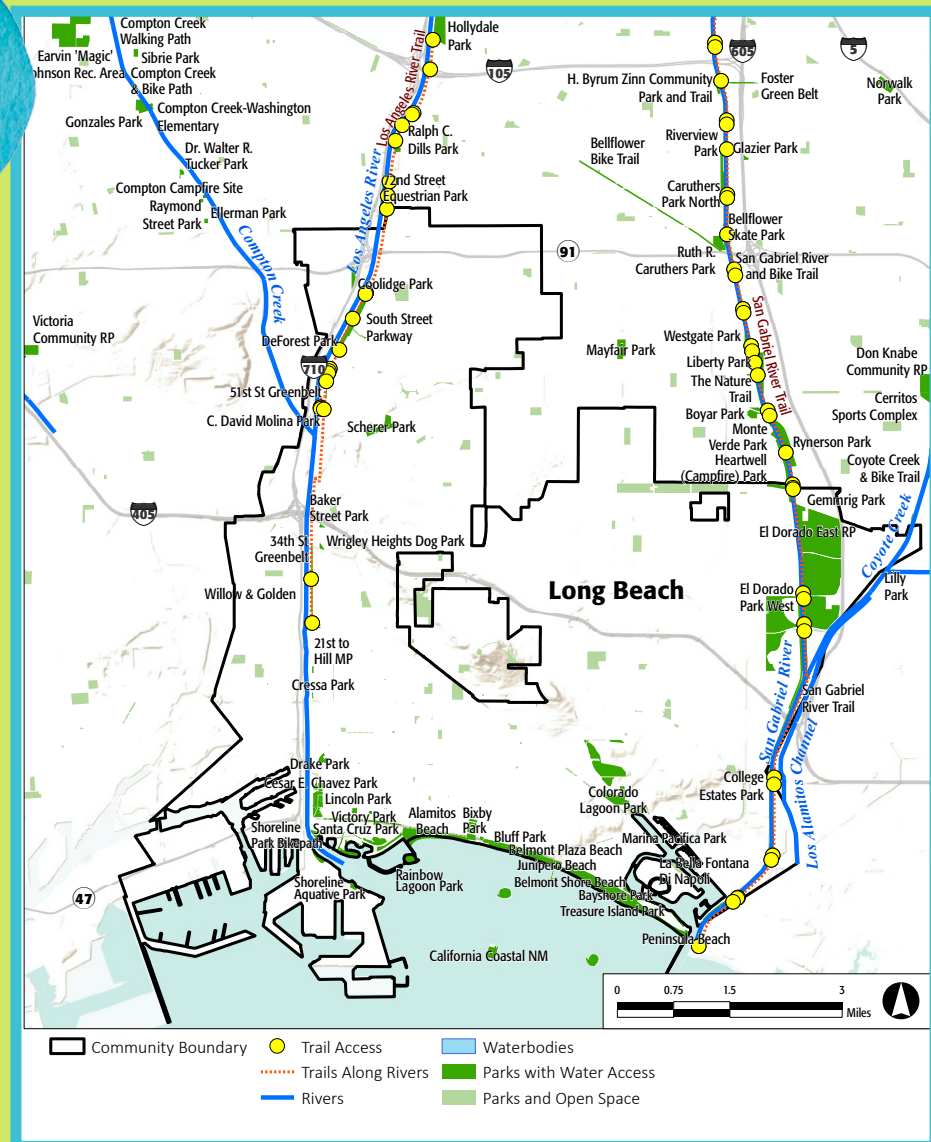 Compton Creek
Walking Path
Earvin 'Magic'
ohnson Rec. Area
Sibrie Park
Compton Creek
& Bike Path
Gonzales Park
Compton Creek-Washington
Elementary
Dr. Walter R.
Tucker Park
Compton Campfire Site
Raymond
Street Park
Ellerman Park
Compton Creek
Victoria
Community RP
Hollydale
Park
Los Angeles River Trail
105
Ralph C.
Dills Park
72nd Street
Equestrian Park
Los Angeles River
605
5
H. Byrum Zinn Community
Park and Trail
Foster
Green Belt
Norwalk
Park
Riverview
Park
Glazier Park
Bellflower
Bike Trail
Caruthers
Park North
Bellflower
Skate Park
91
Ruth R.
Caruthers Park
San Gabriel River
and Bike Trail
San Gabriel River Trail
Coolidge Park
South Street
Parkway
DeForest Park
710
51st St Greenbelt
C. David Molina Park
Scherer Park
Mayfair Park
Westgate Park
Liberty Park
The Nature
Trail
Boyar Park
Monte
Verde Park
Rynerson Park
Heartwell
(Campfire) Park
Don Knabe
Community RP
Cerritos
Sports Complex
Coyote Creek
& Bike Trail
Gemmrig Park
Coyote Creek
El Dorado East RP
Lilly
Park
El Dorado
Park West
405
Baker
Street Park
34th St
Greenbelt
Wrigley Heights Dog Park
Willow & Golden
Long Beach
21st to
Hill MP
Cressa Park
San Gabriel River
San Gabriel
River Trail
Los Alamitos Channel
College
Estates Park
Drake Park
Cesar E. Chavez Park
Lincoln Park
Victory Park
Santa Cruz Park
Alamitos
Beach
Bixby
Park
Bluff Park
Shoreline
Park Bikepath
Rainbow
Lagoon Park
Shoreline
Aquative Park
Colorado
Lagoon Park
Marina Pacifica Park
Belmont Plaza Beach
Junipero Beach
La Bella Fontana
Di Napoli
Belmont Shore Beach
Bayshore Park
Treasure Island Park
Peninsula Beach
47
California Coastal NM
0 0.75 1.5 3
Miles
Community Boundary
Trail Access
Waterbodies
Trails Along Rivers
Parks with Water Access
Rivers
Parks and Open Space